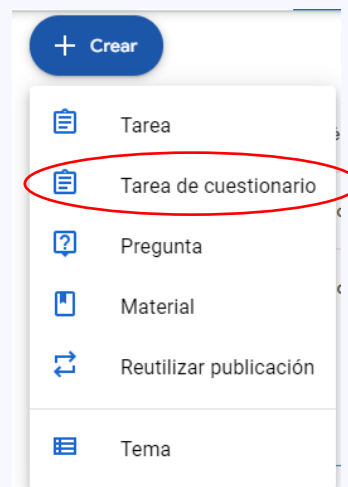 + Crear
Tarea
Tarea de cuestionario
Pregunta
Material
Reutilizar publicación
Tema